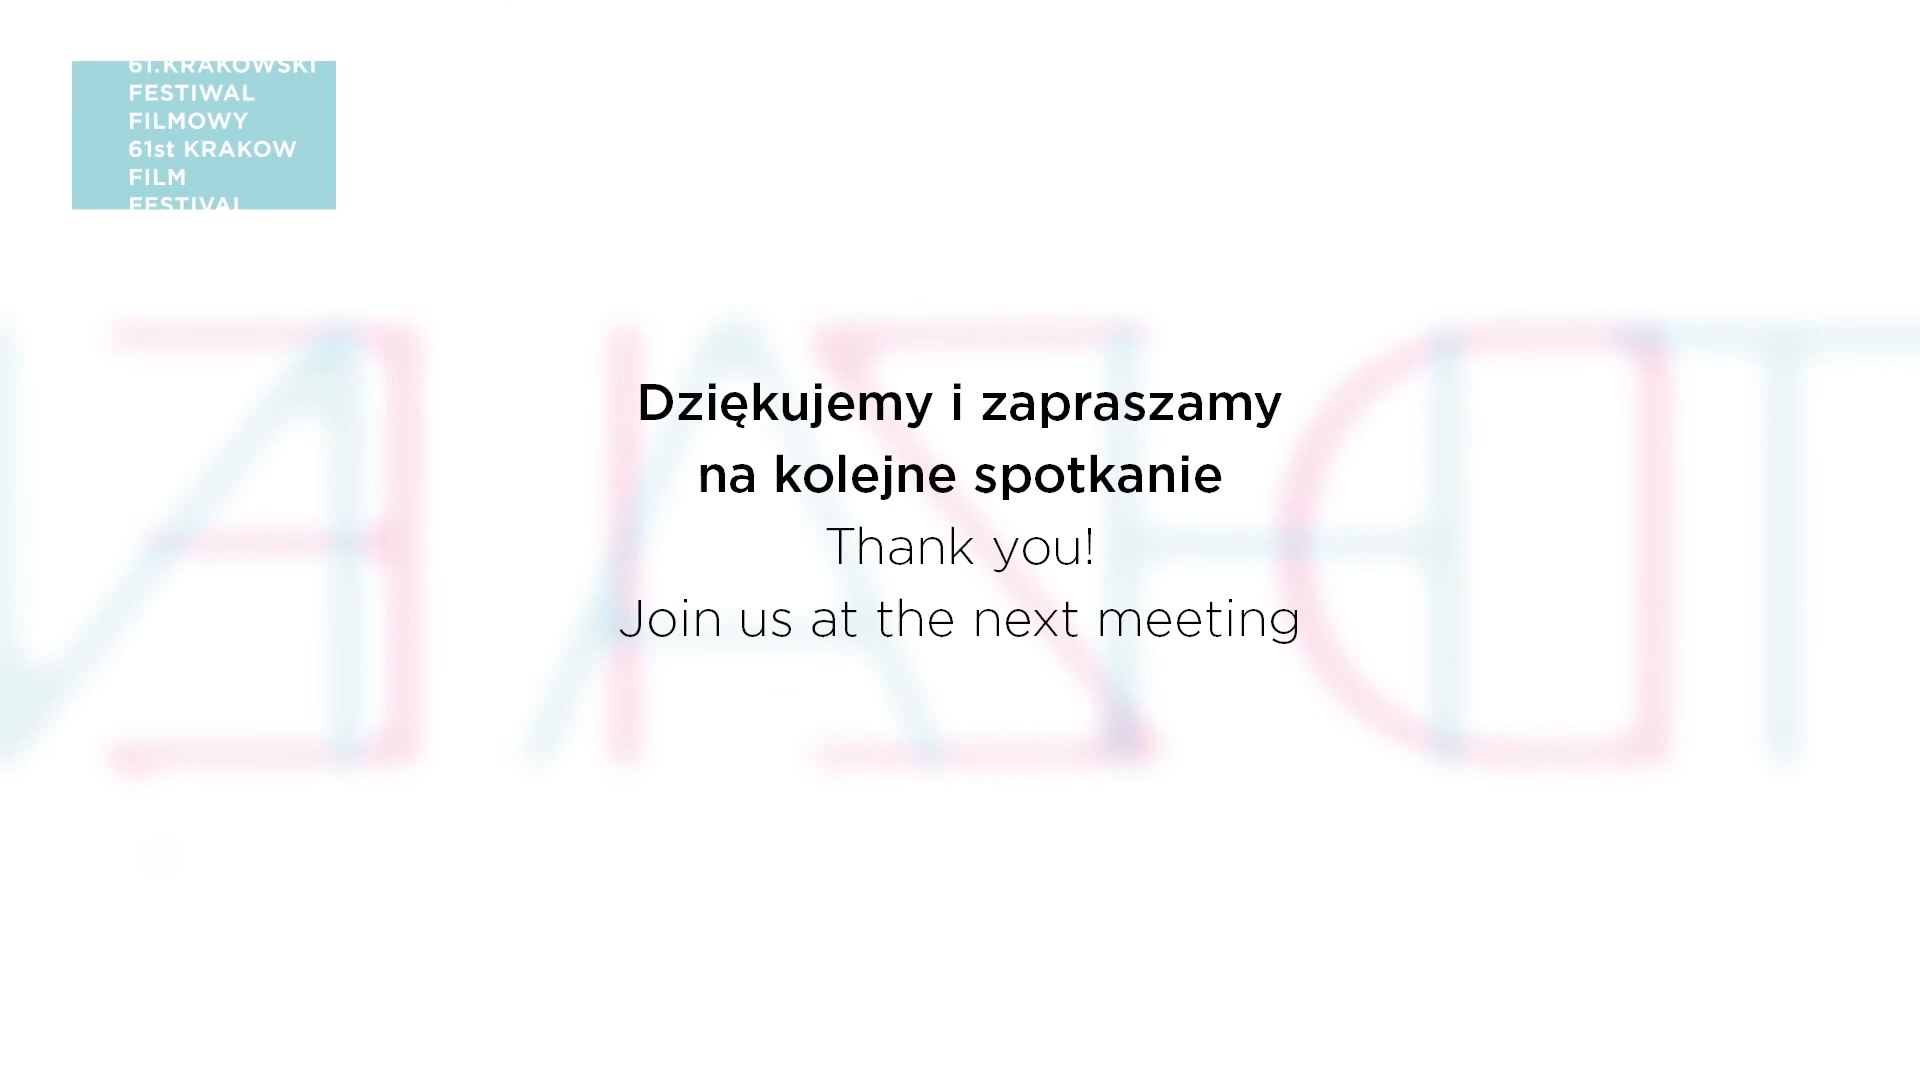 61.KRAKOWSKI
FESTIWAL
FILMOWY
61st KRAKOW
FILM
FESTIVAL
Dziękujemy i zapraszamy
na kolejne spotkanie
Thank you!
Join us at the next meeting